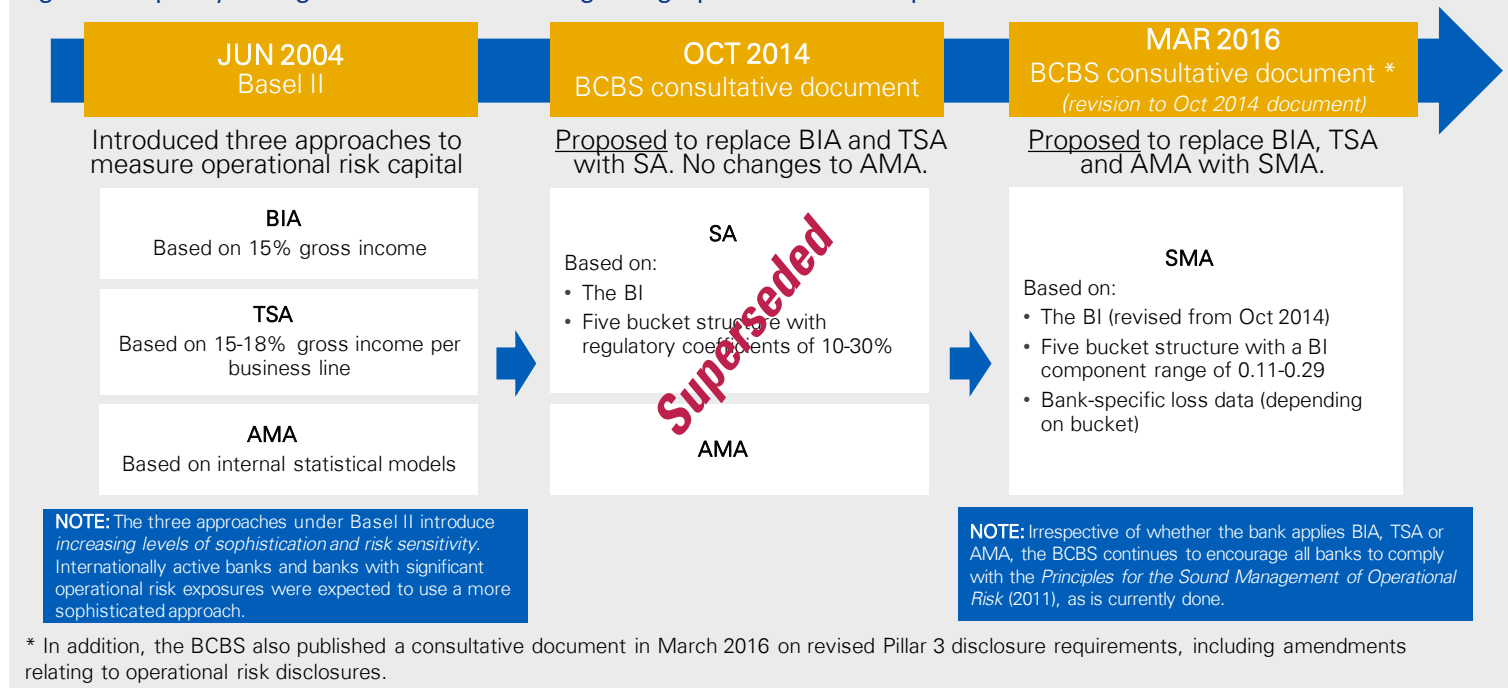 JUN 2004
Basel II
OCT 2014
BCBS consultative document
MAR 2016
BCBS consultative document *
(revision to Oct 2014 document)
Introduced three approaches to
measure operational risk capital
BIA
Based on 15% gross income
TSA
Based on 15-18% gross income per
business line
AMA
Based on internal statistical models
NOTE: The three approaches under Basel II introduce
increasing levels of sophistication and risk sensitivity.
Internationally active banks and banks with significant
operational risk exposures were expected to use a more
sophisticated approach.
Proposed to replace BIA and TSA
with SA. No changes to AMA.
SA
Based on:
• The BI
• Five bucket structure with
regulatory coefficients of 10-30%
Superseded
AMA
Proposed to replace BIA, TSA
and AMA with SMA.
SMA
Based on:
• The BI (revised from Oct 2014)
• Five bucket structure with a BI
component range of 0.11-0.29
• Bank-specific loss data (depending
on bucket)
NOTE: Irrespective of whether the bank applies BIA, TSA or
AMA, the BCBS continues to encourage all banks to comply
with the Principles for the Sound Management of Operational
Risk (2011), as is currently done.
* In addition, the BCBS also published a consultative document in March 2016 on revised Pillar 3 disclosure requirements, including amendments
relating to operational risk disclosures.